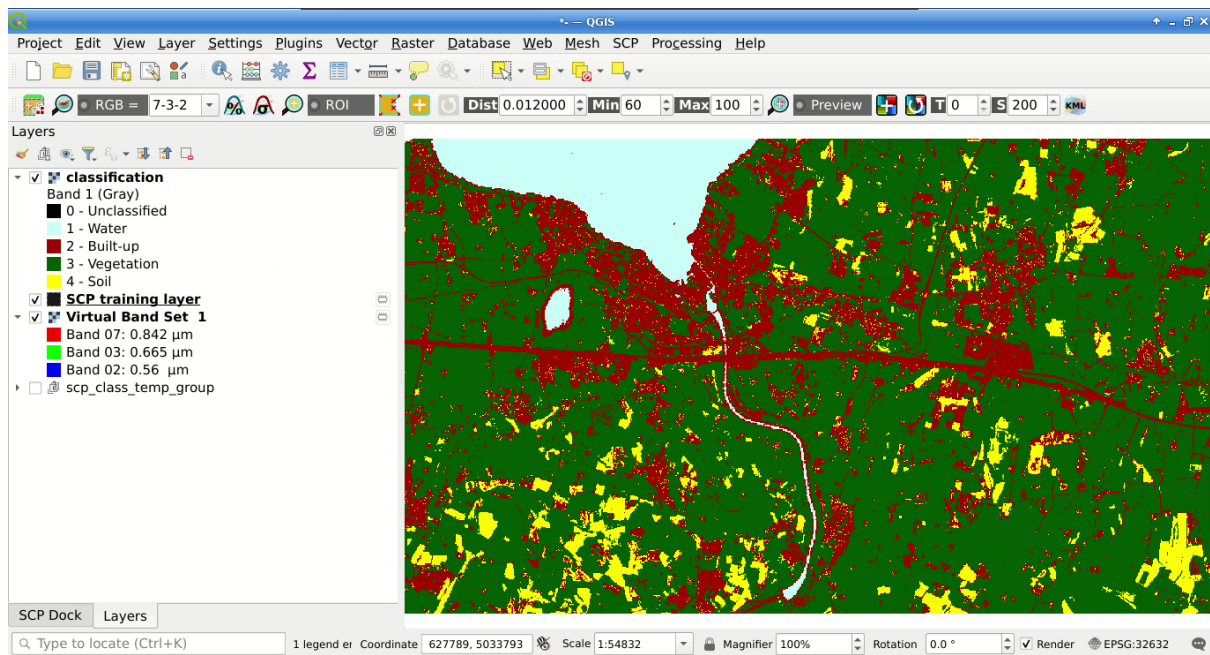 *- — QGIS
Project Edit View Layer Settings Plugins Vector Raster Database Web Mesh SCP Processing Help
RGB = 7-3-2 ROI Dist 0.012000 Min 60 Max 100 Preview T 0 S 200 KML
Layers
classification
Band 1 (Gray)
0 - Unclassified
1 - Water
2 - Built-up
3 - Vegetation
4 - Soil
SCP training layer
Virtual Band Set 1
Band 07: 0.842 µm
Band 03: 0.665 µm
Band 02: 0.56 µm
scp_class_temp_group
SCP Dock Layers
Type to locate (Ctrl+K) 1 legend er Coordinate 627789, 5033793 Scale 1:54832 Magnifier 100% Rotation 0.0 ° Render EPSG:32632